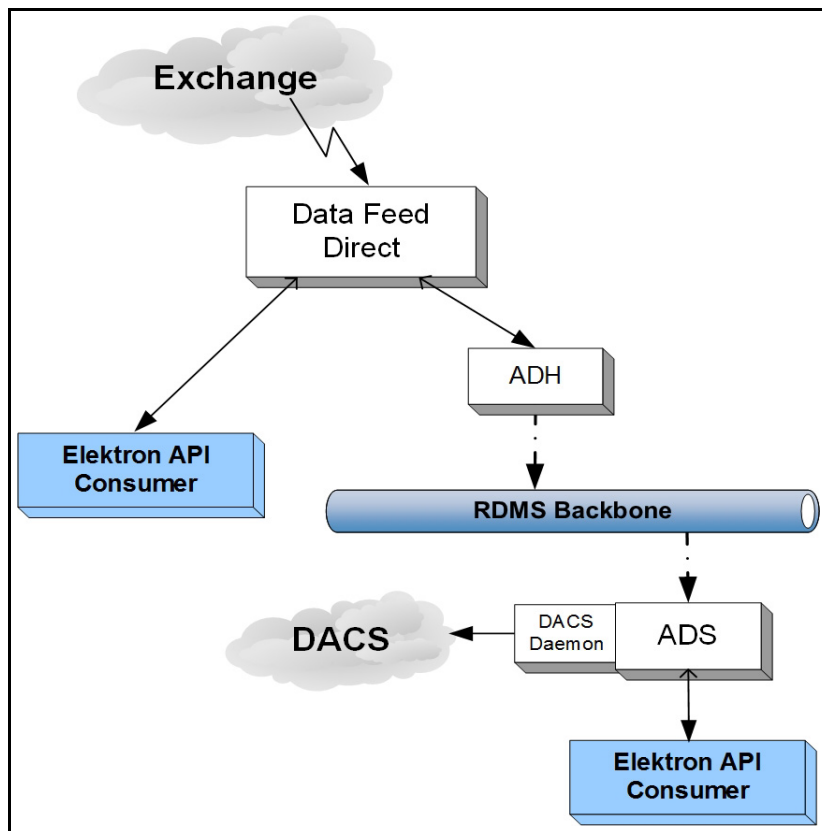 Exchange
Data Feed
Direct
ADH
Elektron API
Consumer
RDMS Backbone
DACS
DACS
Daemon
ADS
Elektron API
Consumer